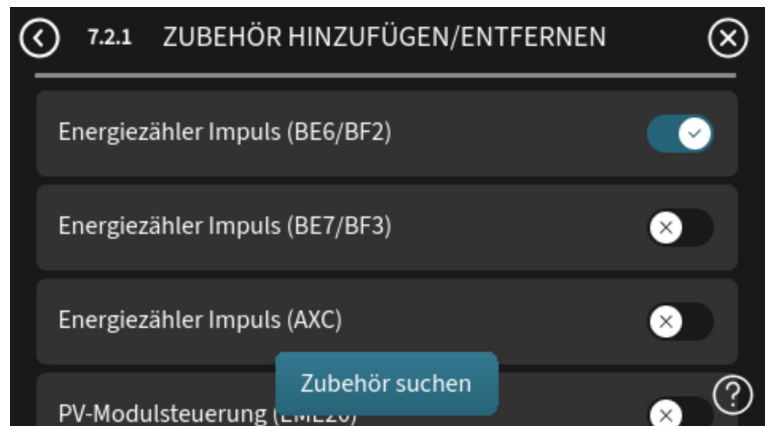 7.2.1 ZUBEHÖR HINZUFÜGEN/ENTFERNEN
Energiezähler Impuls (BE6/BF2)
Energiezähler Impuls (BE7/BF3)
Energiezähler Impuls (AXC)
Zubehör suchen
PV-Modulsteuerung (EME20)
?